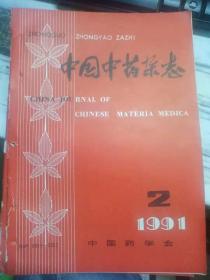 ZHONGGUO ZHONGYAO ZAZHI
中国中药杂志
CHINA JOURNAL OF
CHINESE MATERIA MEDICA
2
1991
中国药学会